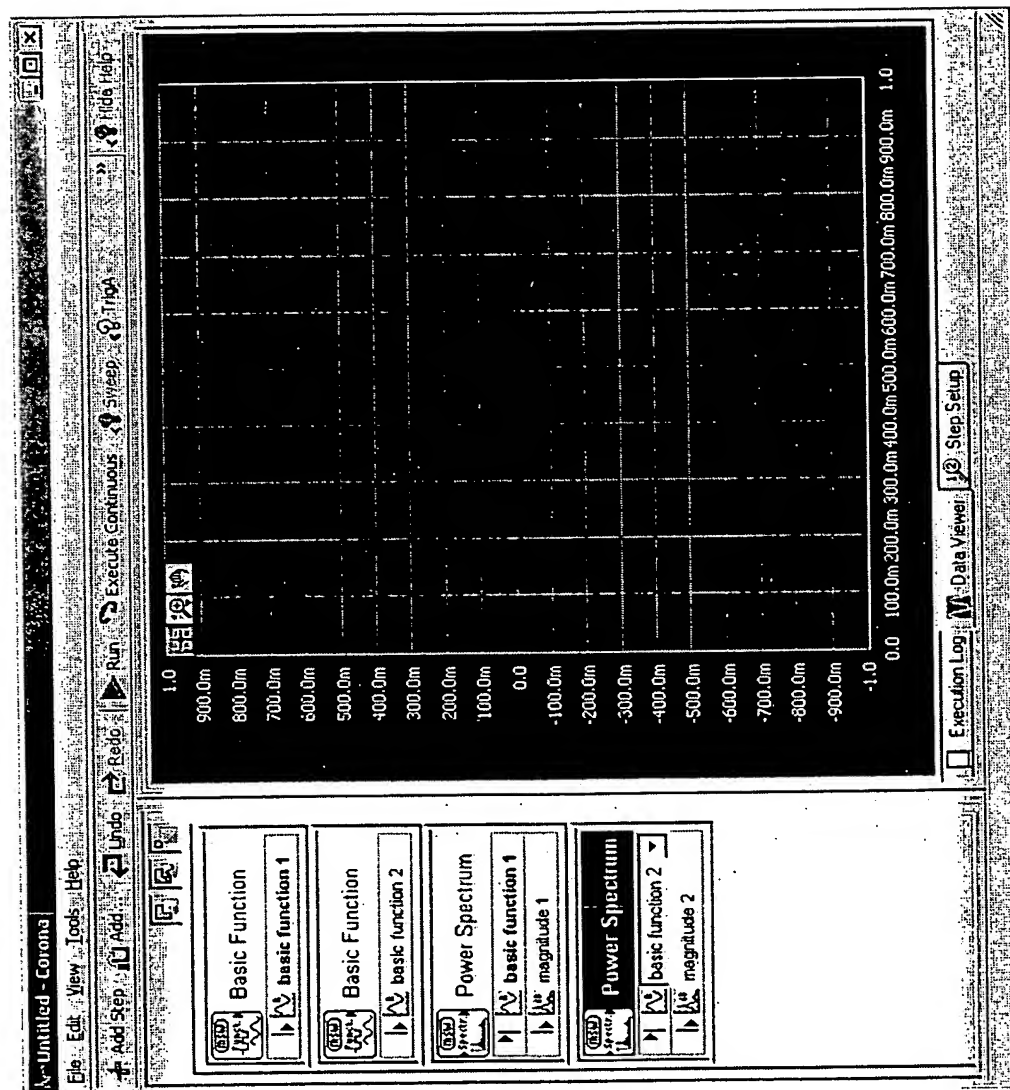 Untitled - Corona
File Edit View Tools Help
Add Step Add... Undo Redo Run Execute Continuous Sweep TrigA » Hide Help
Basic Function
basic function 1
Basic Function
basic function 2
Power Spectrum
basic function 1
magnitude 1
Power Spectrum
basic function 2
magnitude 2
1.0
900.0m
800.0m
700.0m
600.0m
500.0m
400.0m
300.0m
200.0m
100.0m
0.0
-100.0m
-200.0m
-300.0m
-400.0m
-500.0m
-600.0m
-700.0m
-800.0m
-900.0m
-1.0
0.0 100.0m 200.0m 300.0m 400.0m 500.0m 600.0m 700.0m 800.0m 900.0m 1.0
Execution Log Data Viewer Step Setup